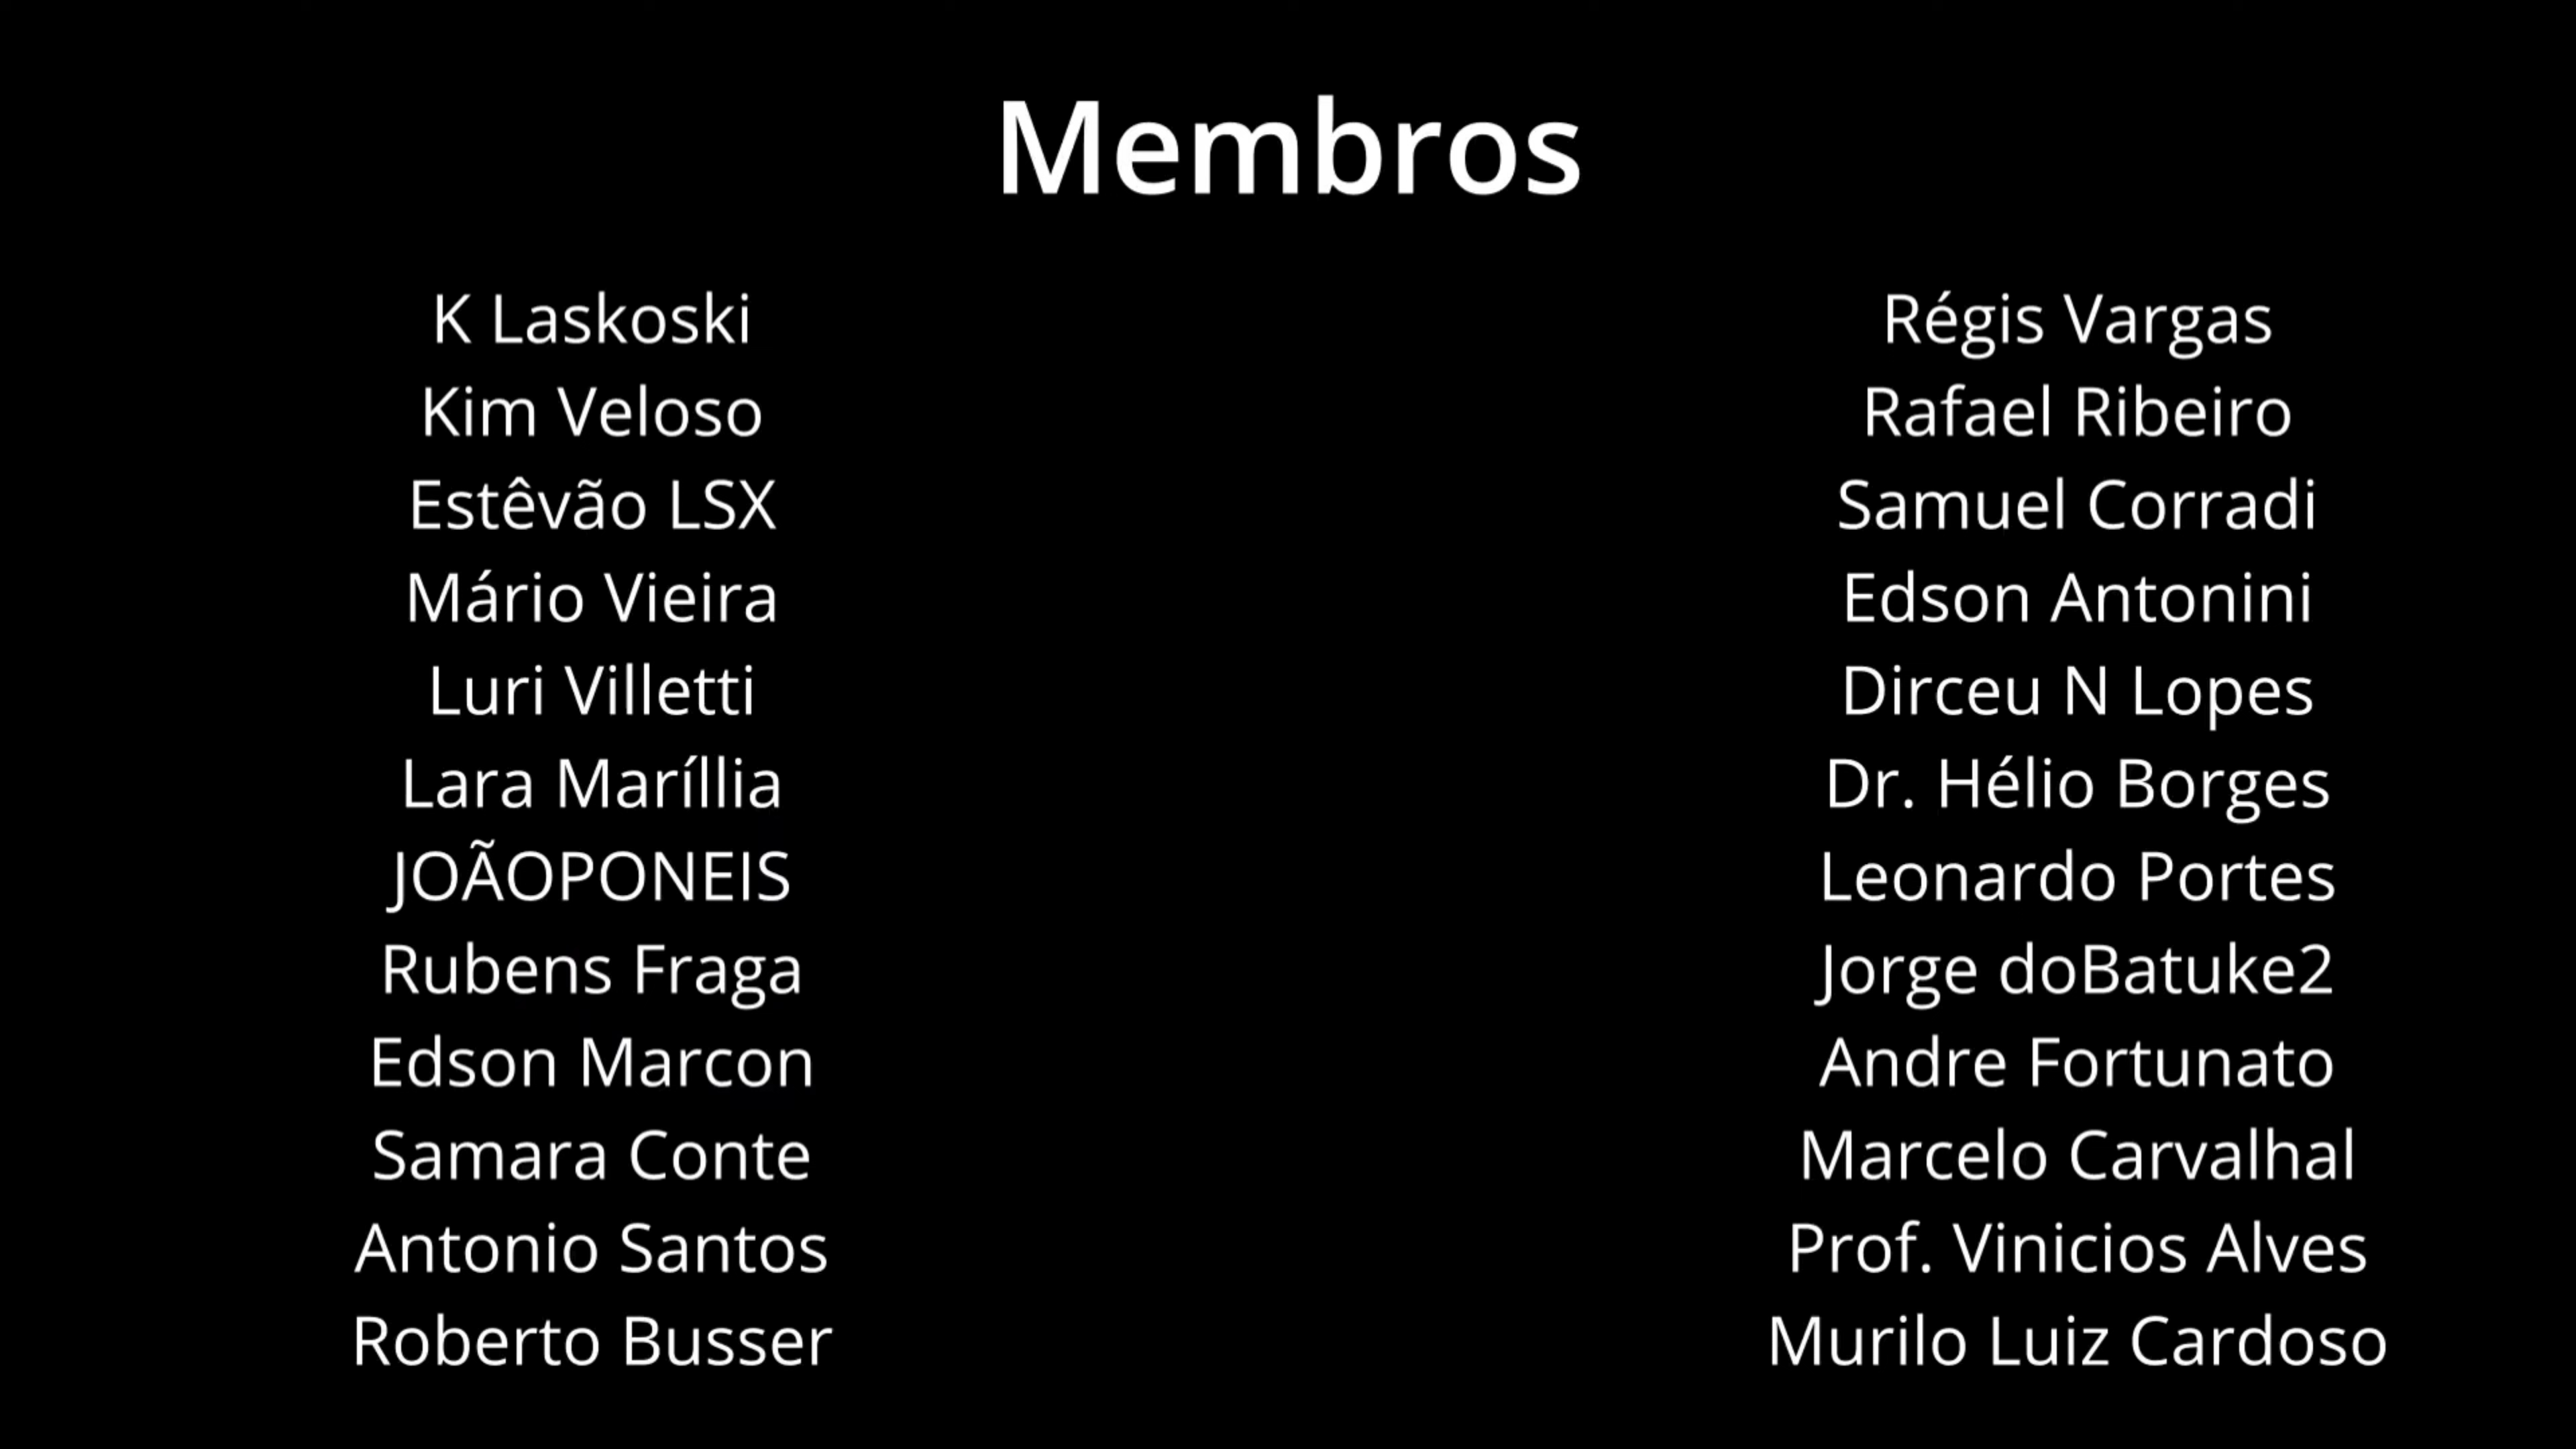 Membros
K Laskoski
Kim Veloso
Estêvão LSX
Mário Vieira
Luri Villetti
Lara Maríllia
JOÃOPONEIS
Rubens Fraga
Edson Marcon
Samara Conte
Antonio Santos
Roberto Busser
Régis Vargas
Rafael Ribeiro
Samuel Corradi
Edson Antonini
Dirceu N Lopes
Dr. Hélio Borges
Leonardo Portes
Jorge doBatuke2
Andre Fortunato
Marcelo Carvalhal
Prof. Vinicios Alves
Murilo Luiz Cardoso